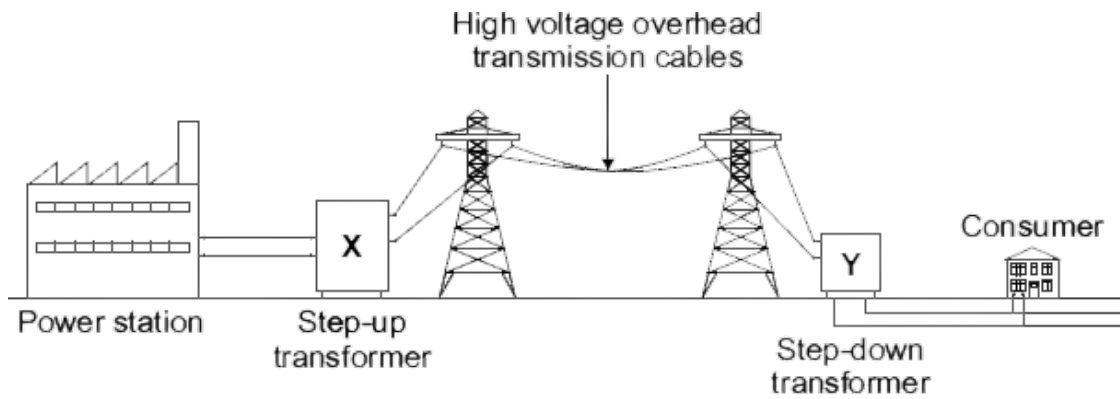 High voltage overhead
transmission cables
X
Y
Consumer
Power station
Step-up
transformer
Step-down
transformer